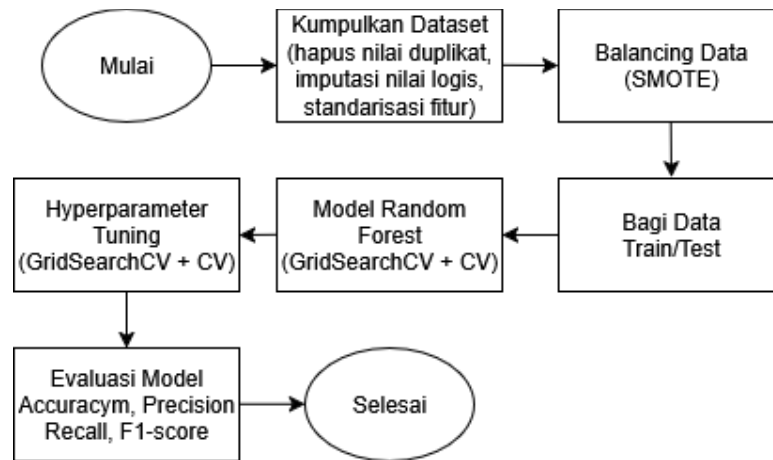 Mulai
Kumpulkan Dataset
(hapus nilai duplikat,
imputasi nilai logis,
standarisasi fitur)
Balancing Data
(SMOTE)
Bagi Data
Train/Test
Model Random
Forest
(GridSearchCV + CV)
Hyperparameter
Tuning
(GridSearchCV + CV)
Evaluasi Model
Accuracym, Precision
Recall, F1-score
Selesai